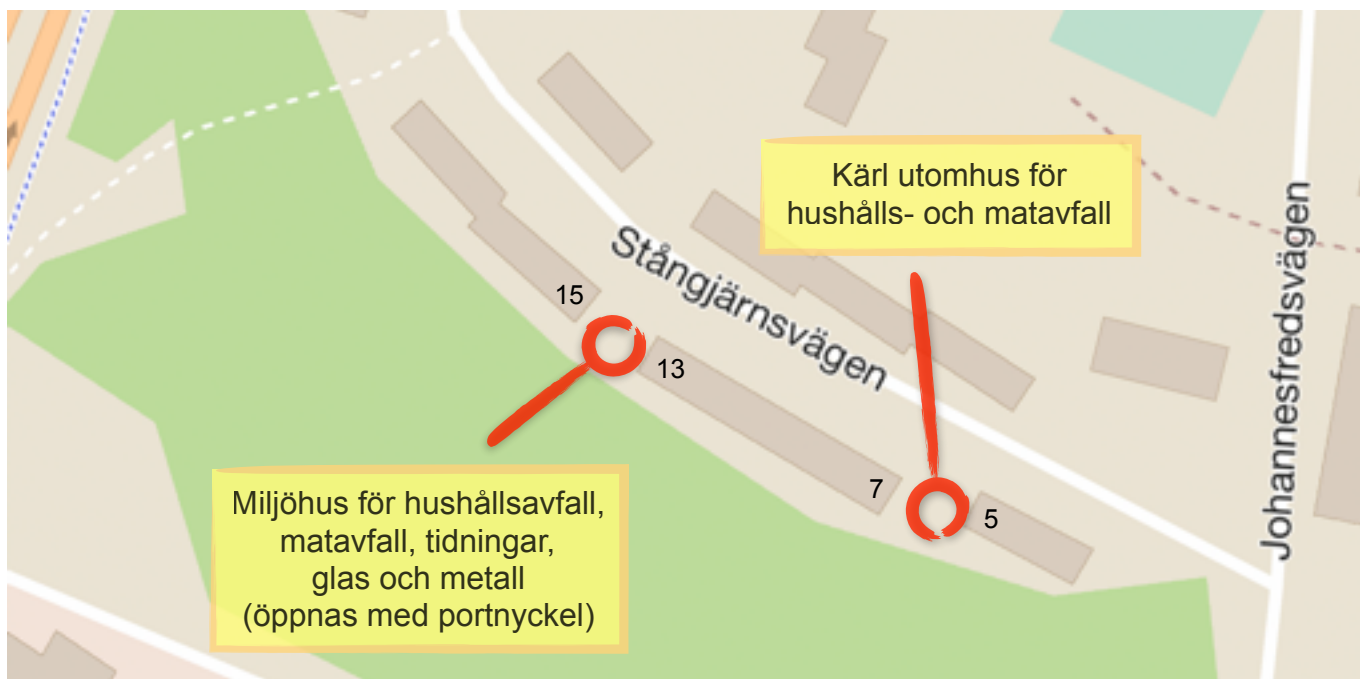 Kärl utomhus för
hushålls- och matavfall
Stångjärnsvägen
Johannesfredsvägen
15
13
7
5
Miljöhus för hushållsavfall,
matavfall, tidningar,
glas och metall
(öppnas med portnyckel)